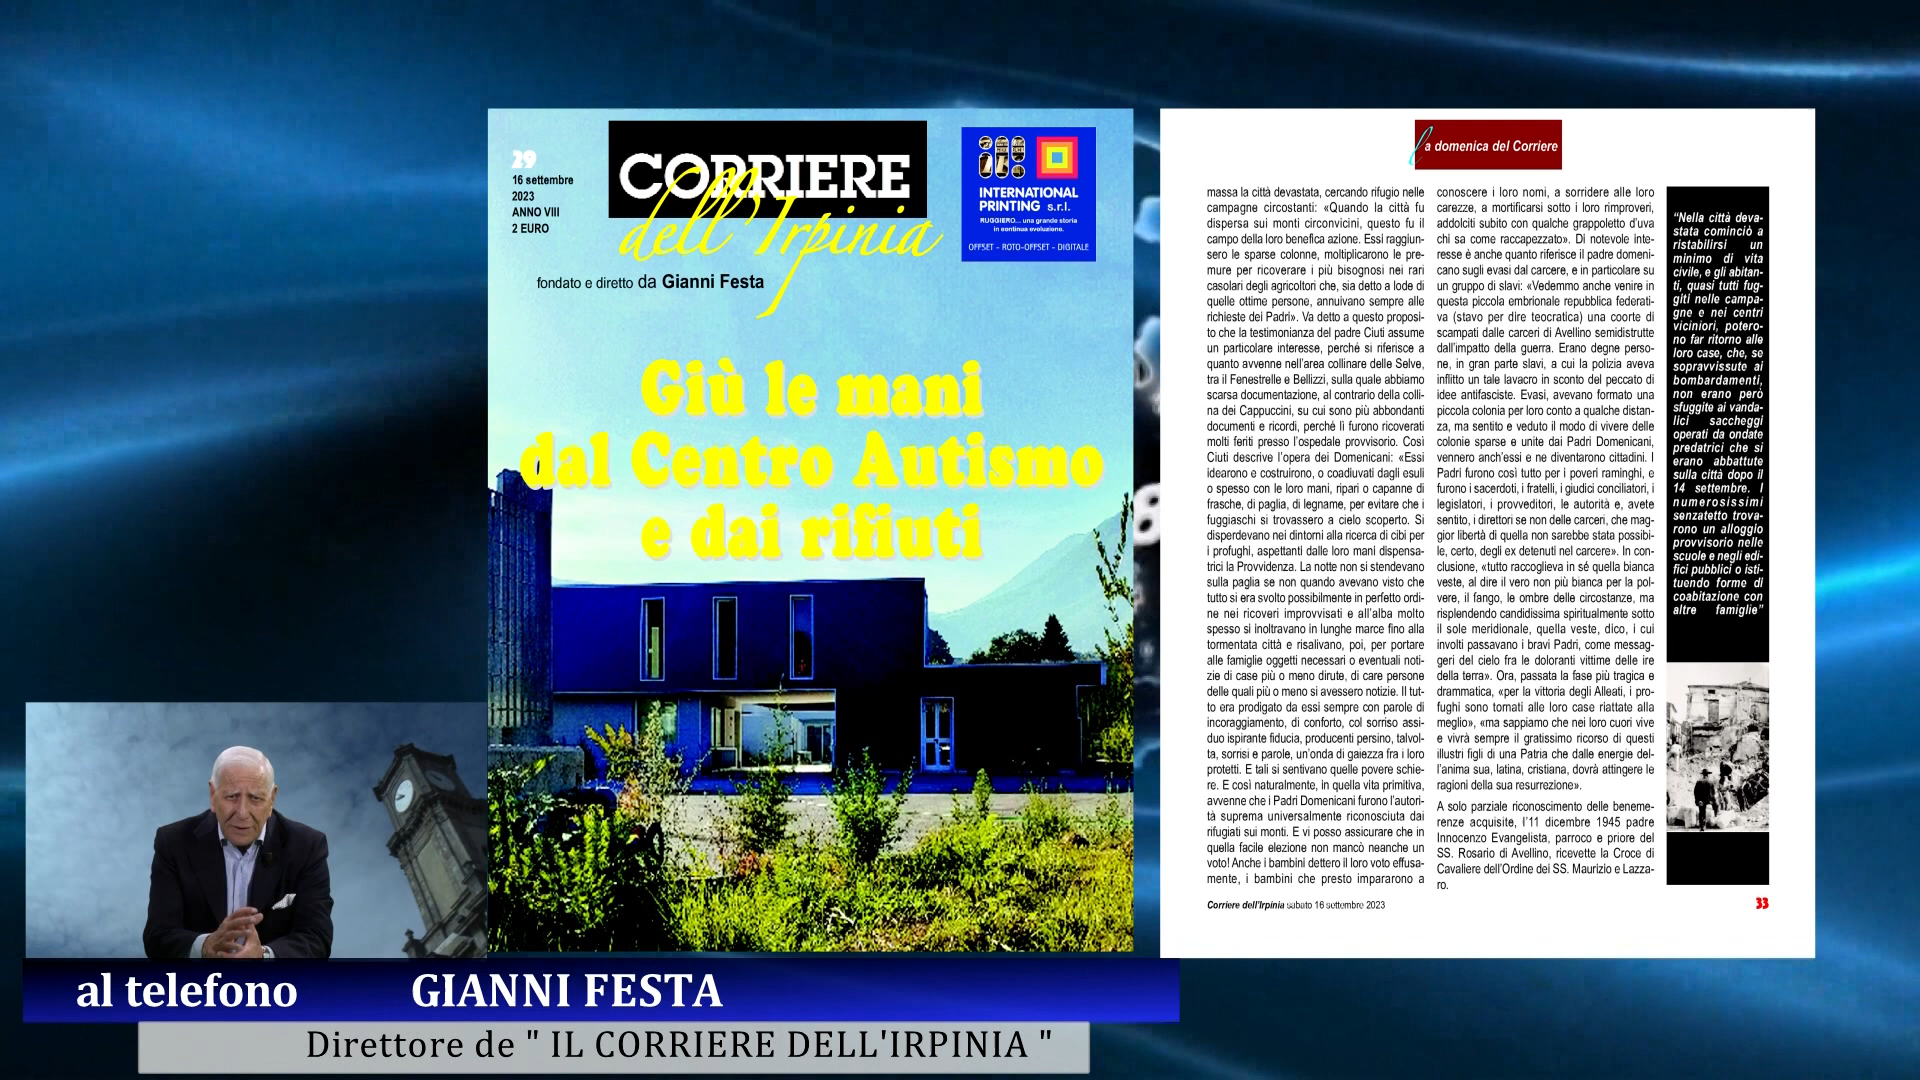 29
16 settembre
2023
ANNO VIII
2 EURO
CORRIERE
dell'Irpinia
fondato e diretto da Gianni Festa
INTERNATIONAL
PRINTING s.r.l.
RUGGIERO... una grande storia
in continua evoluzione.
OFFSET - ROTO-OFFSET - DIGITALE
Giù le mani
dal Centro Autismo
e dai rifiuti
la domenica del Corriere
massa la città devastata, cercando rifugio nelle
campagne circostanti: «Quando la città fu
dispersa sui monti circonvicini, questo fu il
campo della loro benefica azione. Essi raggiun-
sero le sparse colonne, moltiplicarono le pre-
mure per ricoverare i più bisognosi nei rari
casolari degli agricoltori che, sia detto a lode di
quelle ottime persone, annuivano sempre alle
richieste dei Padri». Va detto a questo proposi-
to che la testimonianza del padre Ciuti assume
un particolare interesse, perché si riferisce a
quanto avvenne nell'area collinare delle Selve,
tra il Fenestrelle e Bellizzi, sulla quale abbiamo
scarsa documentazione, al contrario della colli-
na dei Cappuccini, su cui sono più abbondanti
documenti e ricordi, perché lì furono ricoverati
molti feriti presso l'ospedale provvisorio. Così
Ciuti descrive l'opera dei Domenicani: «Essi
idearono e costruirono, o coadiuvati dagli esuli
o spesso con le loro mani, ripari o capanne di
frasche, di paglia, di legname, per evitare che i
fuggiaschi si trovassero a cielo scoperto. Si
disperdevano nei dintorni alla ricerca di cibi per
i profughi, aspettanti dalle loro mani dispensa-
trici la Provvidenza. La notte non si stendevano
sulla paglia se non quando avevano visto che
tutto si era svolto possibilmente in perfetto ordi-
ne nei ricoveri improvvisati e all'alba molto
spesso si inoltravano in lunghe marce fino alla
tormentata città e risalivano, poi, per portare
alle famiglie oggetti necessari o eventuali noti-
zie di case più o meno dirute, di care persone
delle quali più o meno si avessero notizie. Il tut-
to era prodigato da essi sempre con parole di
incoraggiamento, di conforto, col sorriso assi-
duo ispirante fiducia, producenti persino, talvol-
ta, sorrisi e parole, un'onda di gaiezza fra i loro
protetti. E tali si sentivano quelle povere schie-
re. E così naturalmente, in quella vita primitiva,
avvenne che i Padri Domenicani furono l'autori-
tà suprema universalmente riconosciuta dai
rifugiati sui monti. E vi posso assicurare che in
quella facile elezione non mancò neanche un
voto! Anche i bambini dettero il loro voto effusa-
mente, i bambini che presto impararono a
conoscere i loro nomi, a sorridere alle loro
carezze, a mortificarsi sotto i loro rimproveri,
addolciti subito con qualche grappoletto d'uva
chi sa come raccapezzato». Di notevole inte-
resse è anche quanto riferisce il padre domeni-
cano sugli evasi dal carcere, e in particolare su
un gruppo di slavi: «Vedemmo anche venire in
questa piccola embrionale repubblica federati-
va (stavo per dire teocratica) una coorte di
scampati dalle carceri di Avellino semidistrutte
dall'impatto della guerra. Erano degne perso-
ne, in gran parte slavi, a cui la polizia aveva
inflitto un tale lavacro in sconto del peccato di
idee antifasciste. Evasi, avevano formato una
piccola colonia per loro conto a qualche distan-
za, ma sentito e veduto il modo di vivere delle
colonie sparse e unite dai Padri Domenicani,
vennero anch'essi e ne diventarono cittadini. I
Padri furono così tutto per i poveri raminghi, e
furono i sacerdoti, i fratelli, i giudici conciliatori, i
legislatori, i provveditori, le autorità e, avete
sentito, i direttori se non delle carceri, che mag-
gior libertà di quella non sarebbe stata possibi-
le, certo, degli ex detenuti nel carcere». In con-
clusione, «tutto raccoglieva in sé quella bianca
veste, al dire il vero non più bianca per la pol-
vere, il fango, le ombre delle circostanze, ma
risplendendo candidissima spiritualmente sotto
il sole meridionale, quella veste, dico, i cui
involti passavano i bravi Padri, come messag-
geri del cielo fra le doloranti vittime delle ire
della terra». Ora, passata la fase più tragica e
drammatica, «per la vittoria degli Alleati, i pro-
fughi sono tornati alle loro case riattate alla
meglio», «ma sappiamo che nei loro cuori vive
e vivrà sempre il gratissimo ricorso di questi
illustri figli di una Patria che dalle energie del-
l'anima sua, latina, cristiana, dovrà attingere le
ragioni della sua resurrezione».
A solo parziale riconoscimento delle beneme-
renze acquisite, l'11 dicembre 1945 padre
Innocenzo Evangelista, parroco e priore del
SS. Rosario di Avellino, ricevette la Croce di
Cavaliere dell'Ordine dei SS. Maurizio e Lazza-
ro.
“Nella città deva-
stata cominciò a
ristabilirsi un
minimo di vita
civile, e gli abitan-
ti, quasi tutti fug-
giti nelle campa-
gne e nei centri
viciniori, potero-
no far ritorno alle
loro case, che, se
sopravvissute ai
bombardamenti,
non erano però
sfuggite ai vanda-
lici saccheggi
operati da ondate
predatrici che si
erano abbattute
sulla città dopo il
14 settembre. I
numerosissimi
senzatetto trova-
rono un alloggio
provvisorio nelle
scuole e negli edi-
fici pubblici o isti-
tuendo forme di
coabitazione con
altre famiglie”
Corriere dell'Irpinia sabato 16 settembre 2023
33
al telefono GIANNI FESTA
Direttore de " IL CORRIERE DELL'IRPINIA "